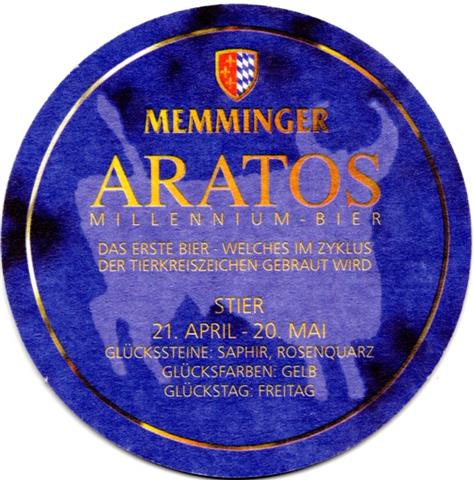 MEMMINGER
ARATOS
MILLENNIUM-BIER
DAS ERSTE BIER - WELCHES IM ZYKLUS
DER TIERKREISZEICHEN GEBRAUT WIRD
STIER
21. APRIL - 20. MAI
GLÜCKSSTEINE: SAPHIR, ROSENQUARZ
GLÜCKSFARBEN: GELB
GLÜCKSTAG: FREITAG